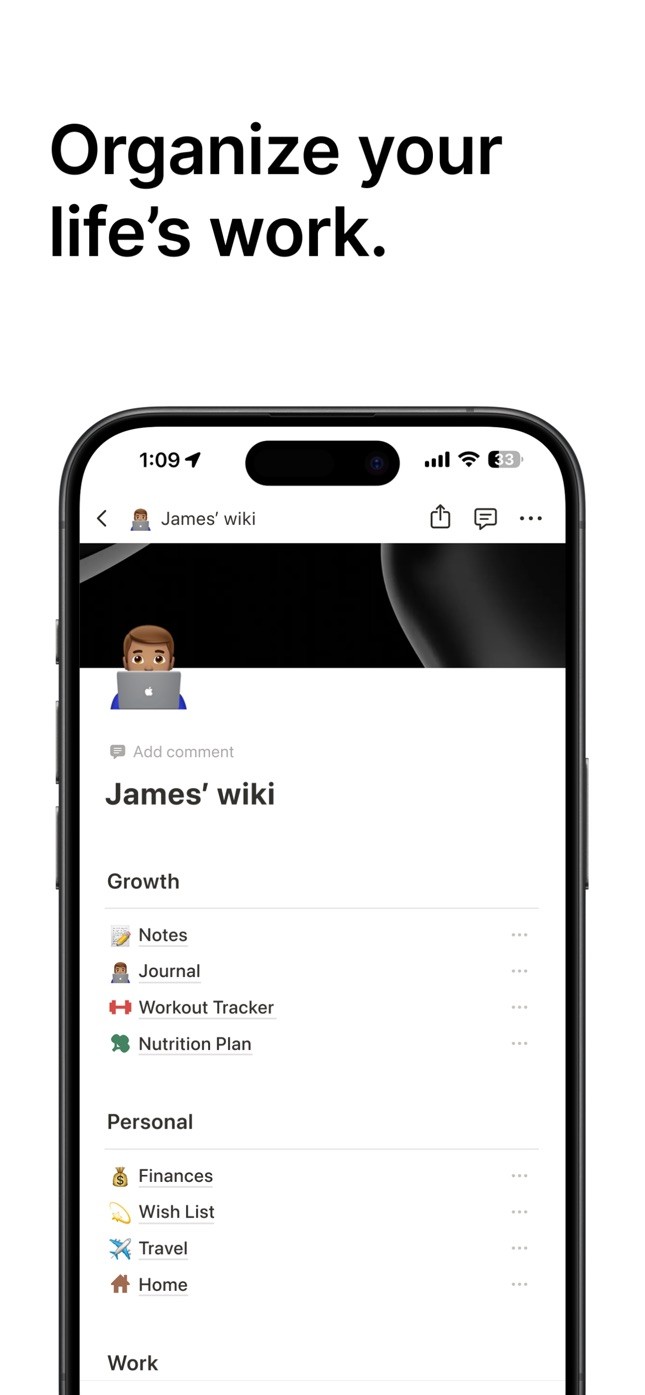 Organize your
life’s work.
1:09
33
James’ wiki
Add comment
James’ wiki
Growth
Notes
Journal
Workout Tracker
Nutrition Plan
Personal
Finances
Wish List
Travel
Home
Work